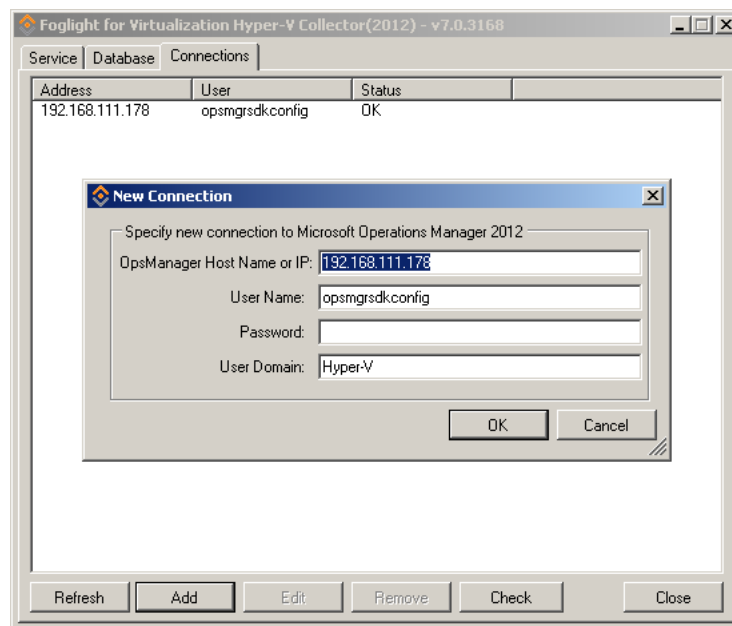 Foglight for Virtualization Hyper-V Collector(2012) - v7.0.3168
Service Database Connections
Address User Status
192.168.111.178 opsmgrsdkconfig OK
New Connection
Specify new connection to Microsoft Operations Manager 2012
OpsManager Host Name or IP: 192.168.111.178
User Name: opsmgrsdkconfig
Password:
User Domain: Hyper-V
OK Cancel
Refresh Add Edit Remove Check Close